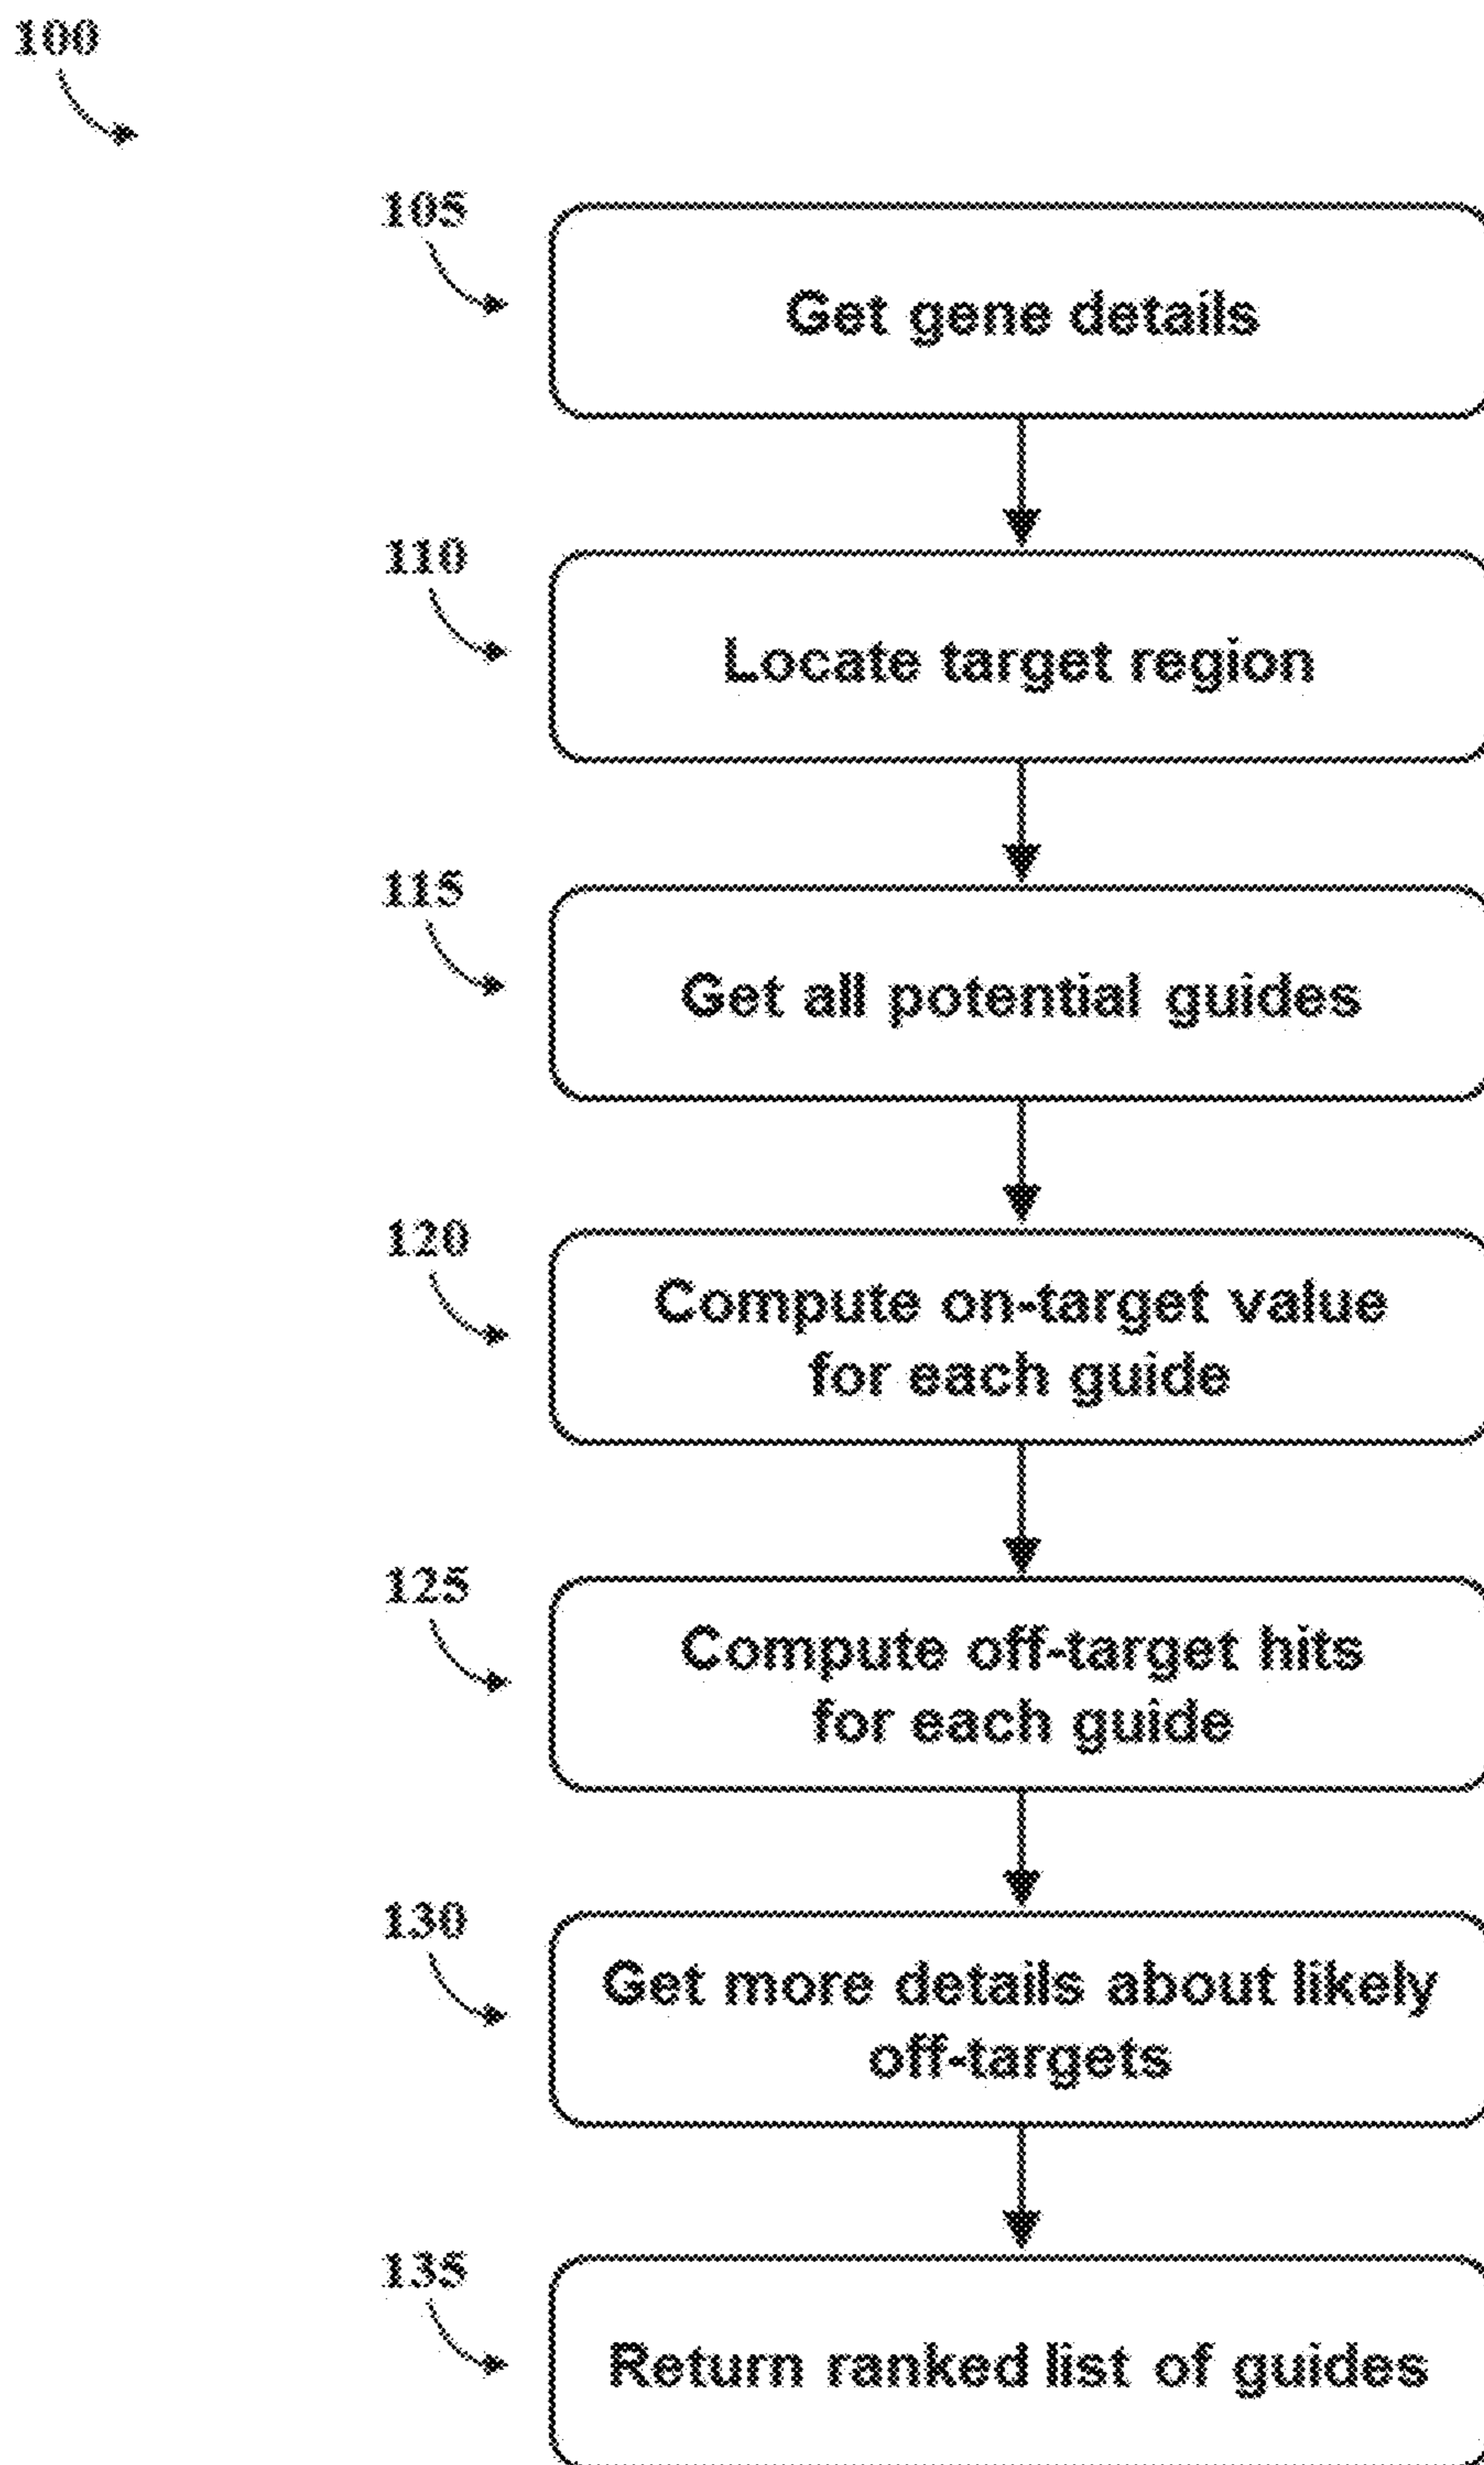 100
105
Get gene details
110
Locate target region
115
Get all potential guides
120
Compute on-target value
for each guide
125
Compute off-target hits
for each guide
130
Get more details about likely
off-targets
135
Return ranked list of guides